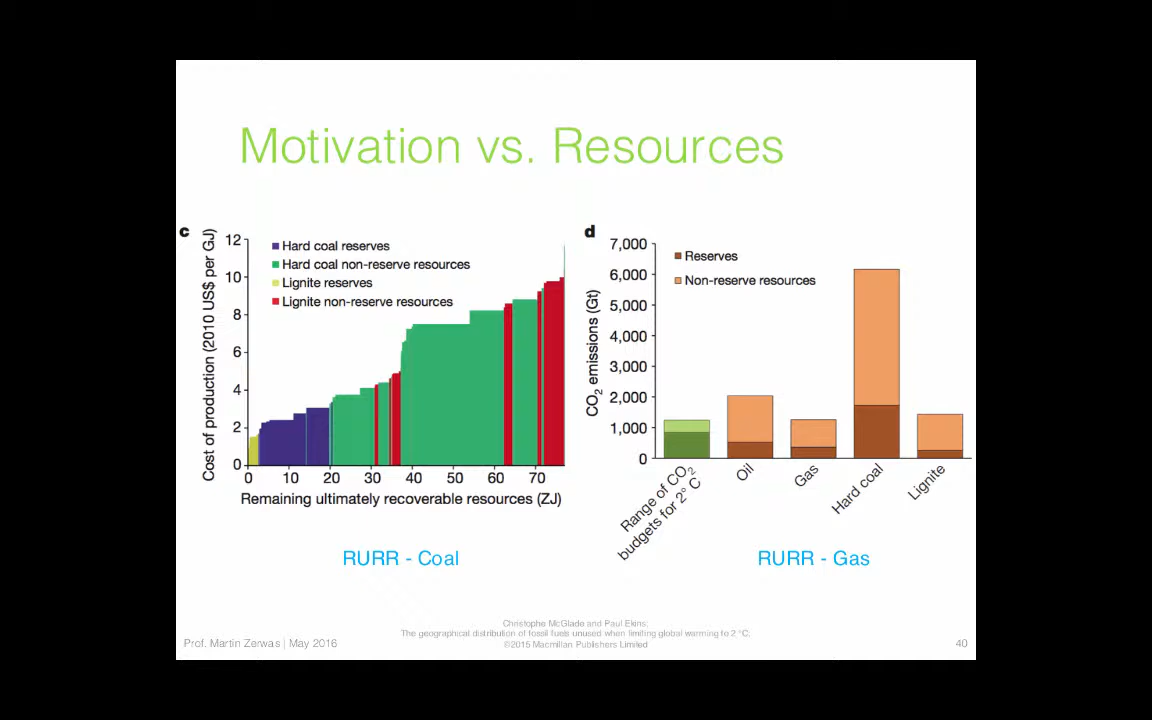 Motivation vs. Resources
c
Cost of production (2010 US$ per GJ)
12
10
8
6
4
2
0
Hard coal reserves
Hard coal non-reserve resources
Lignite reserves
Lignite non-reserve resources
0 10 20 30 40 50 60 70
Remaining ultimately recoverable resources (ZJ)
RURR - Coal
d
CO2 emissions (Gt)
7,000
6,000
5,000
4,000
3,000
2,000
1,000
0
Reserves
Non-reserve resources
Range of CO2
budgets for 2° C
Oil
Gas
Hard coal
Lignite
RURR - Gas
Christophe McGlade and Paul Ekins;
The geographical distribution of fossil fuels unused when limiting global warming to 2 °C;
©2015 Macmillan Publishers Limited
Prof. Martin Zerwas | May 2016
40